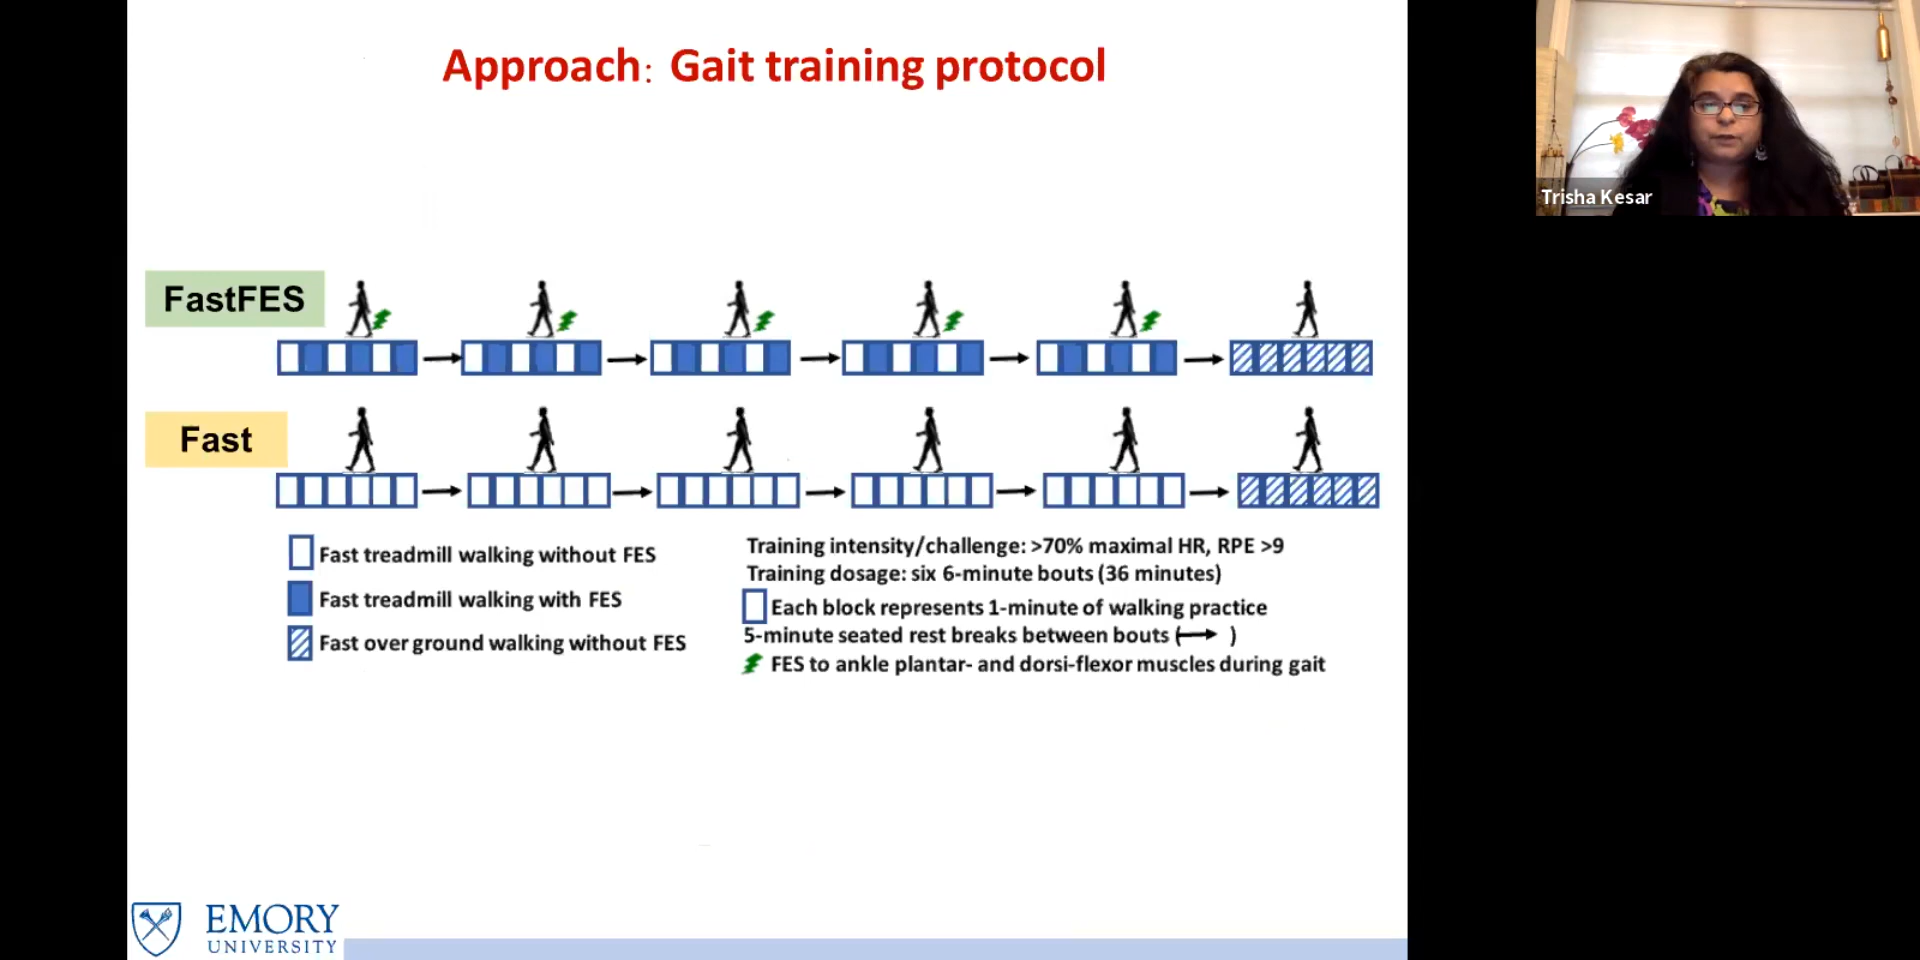 Approach: Gait training protocol
Trisha Kesar
FastFES
Fast
Fast treadmill walking without FES
Fast treadmill walking with FES
Fast over ground walking without FES
Training intensity/challenge: >70% maximal HR, RPE >9
Training dosage: six 6-minute bouts (36 minutes)
Each block represents 1-minute of walking practice
5-minute seated rest breaks between bouts ( )
FES to ankle plantar- and dorsi-flexor muscles during gait
EMORY
UNIVERSITY